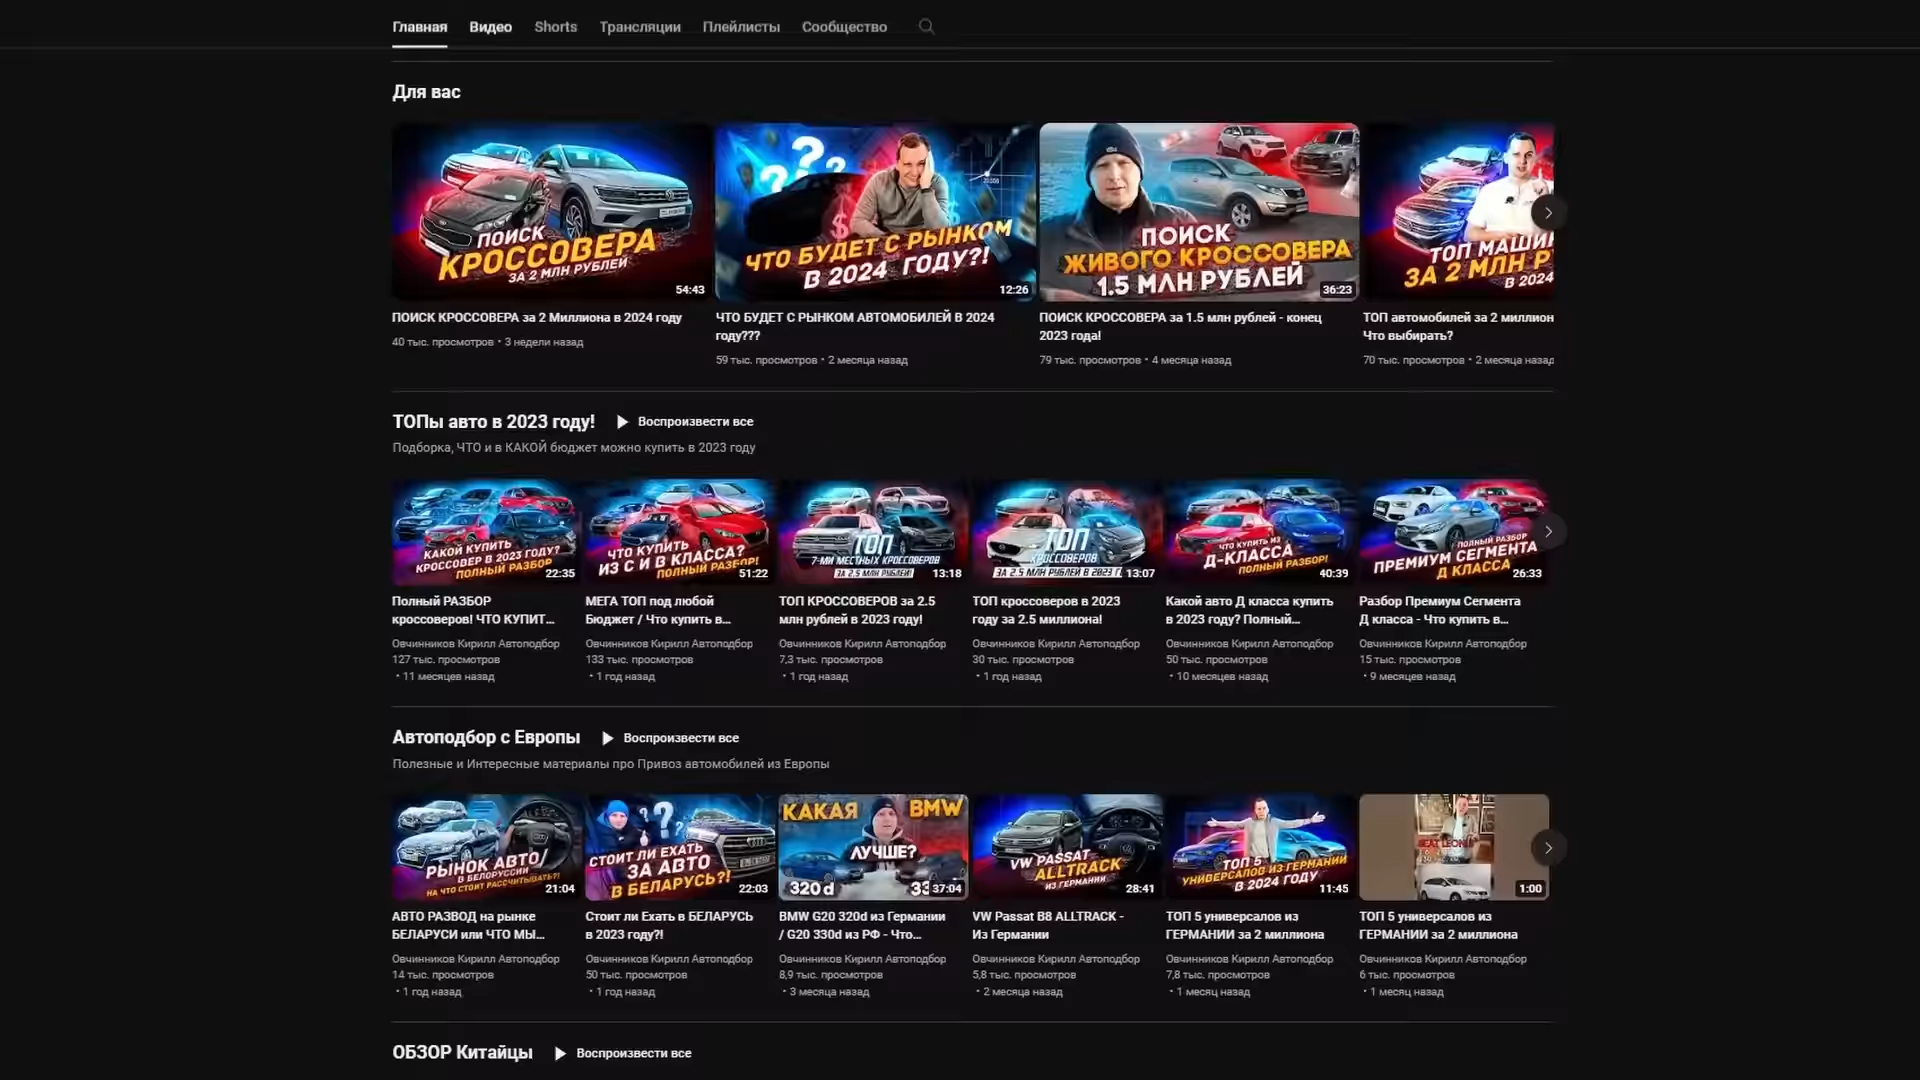 Главная Видео Shorts Трансляции Плейлисты Сообщество
Для вас
ПОИСК
КРОССОВЕРА
ЗА 2 МЛН РУБЛЕЙ
54:43
???
ЧТО БУДЕТ С РЫНКОМ
В 2024 ГОДУ?!
12:26
ПОИСК
ЖИВОГО КРОССОВЕРА
1.5 МЛН РУБЛЕЙ
36:23
ТОП МАШИН
ЗА 2 МЛН Р
В 2024
ПОИСК КРОССОВЕРА за 2 Миллиона в 2024 году
40 тыс. просмотров • 3 недели назад
ЧТО БУДЕТ С РЫНКОМ АВТОМОБИЛЕЙ В 2024
году???
59 тыс. просмотров • 2 месяца назад
ПОИСК КРОССОВЕРА за 1.5 млн рублей - конец
2023 года!
79 тыс. просмотров • 4 месяца назад
ТОП автомобилей за 2 миллион
Что выбирать?
70 тыс. просмотров • 2 месяца назад
ТОПы авто в 2023 году! Воспроизвести все
Подборка, ЧТО и в КАКОЙ бюджет можно купить в 2023 году
КАКОЙ КУПИТЬ
КРОССОВЕР В 2023 ГОДУ?
ПОЛНЫЙ РАЗБОР
22:35
ЧТО КУПИТЬ
ИЗ C И B КЛАССА?
ПОЛНЫЙ РАЗБОР!
51:22
ТОП
7-МИ МЕСТНЫХ КРОССОВЕРОВ
ЗА 2.5 МЛН РУБЛЕЙ!
13:18
ТОП
КРОССОВЕРОВ
ЗА 2.5 МЛН РУБЛЕЙ В 2023 Г
13:07
ЧТО КУПИТЬ ИЗ
Д-КЛАССА
ПОЛНЫЙ РАЗБОР!
40:39
ПОЛНЫЙ РАЗБОР
ПРЕМИУМ СЕГМЕНТА
Д КЛАССА
26:33
Полный РАЗБОР
кроссоверов! ЧТО КУПИТ...
Овчинников Кирилл Автоподбор
127 тыс. просмотров
• 11 месяцев назад
МЕГА ТОП под любой
Бюджет / Что купить в...
Овчинников Кирилл Автоподбор
133 тыс. просмотров
• 1 год назад
ТОП КРОССОВЕРОВ за 2.5
млн рублей в 2023 году!
Овчинников Кирилл Автоподбор
7,3 тыс. просмотров
• 1 год назад
ТОП кроссоверов в 2023
году за 2.5 миллиона!
Овчинников Кирилл Автоподбор
30 тыс. просмотров
• 1 год назад
Какой авто Д класса купить
в 2023 году? Полный...
Овчинников Кирилл Автоподбор
50 тыс. просмотров
• 10 месяцев назад
Разбор Премиум Сегмента
Д класса - Что купить в...
Овчинников Кирилл Автоподбор
15 тыс. просмотров
• 9 месяцев назад
Автоподбор с Европы Воспроизвести все
Полезные и Интересные материалы про Привоз автомобилей из Европы
РЫНОК АВТО
В БЕЛОРУССИИ
НА ЧТО СТОИТ РАССЧИТЫВАТЬ?!
21:04
???
СТОИТ ЛИ ЕХАТЬ
ЗА АВТО
В БЕЛАРУСЬ?!
22:03
КАКАЯ BMW
ЛУЧШЕ?
320d 33
37:04
VW PASSAT
ALLTRACK
ИЗ ГЕРМАНИИ
28:41
ТОП 5
УНИВЕРСАЛОВ ИЗ ГЕРМАНИИ
В 2024 ГОДУ
11:45
SEAT LEON
1:00
АВТО РАЗВОД на рынке
БЕЛАРУСИ или ЧТО МЫ...
Овчинников Кирилл Автоподбор
14 тыс. просмотров
• 1 год назад
Стоит ли Ехать в БЕЛАРУСЬ
в 2023 году?!
Овчинников Кирилл Автоподбор
50 тыс. просмотров
• 1 год назад
BMW G20 320d из Германии
/ G20 330d из РФ - Что...
Овчинников Кирилл Автоподбор
8,9 тыс. просмотров
• 3 месяца назад
VW Passat B8 ALLTRACK -
Из Германии
Овчинников Кирилл Автоподбор
5,8 тыс. просмотров
• 2 месяца назад
ТОП 5 универсалов из
ГЕРМАНИИ за 2 миллиона
Овчинников Кирилл Автоподбор
7,8 тыс. просмотров
• 1 месяц назад
ТОП 5 универсалов из
ГЕРМАНИИ за 2 миллиона
Овчинников Кирилл Автоподбор
6 тыс. просмотров
• 1 месяц назад
ОБЗОР Китайцы Воспроизвести все